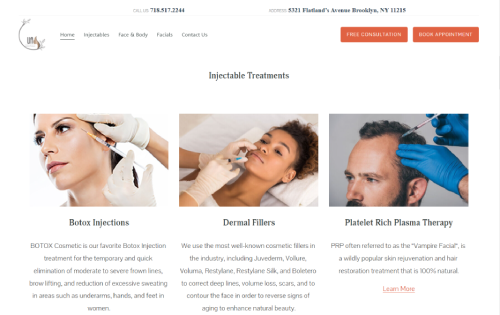 CALL US: 718.517.2244
ADDRESS: 5321 Flatland's Avenue Brooklyn, NY 11215
Home Injectables Face & Body Facials Contact Us
FREE CONSULTATION BOOK APPOINTMENT
Injectable Treatments
Botox Injections
BOTOX Cosmetic is our favorite Botox Injection
treatment for the temporary and quick
elimination of moderate to severe frown lines,
brow lifting, and reduction of excessive sweating
in areas such as underarms, hands, and feet in
women.
Dermal Fillers
We use the most well-known cosmetic fillers in
the industry, including Juvederm, Vollure,
Voluma, Restylane, Restylane Silk, and Boletero
to correct deep lines, volume loss, scars, and to
contour the face in order to reverse signs of
aging to enhance natural beauty.
Platelet Rich Plasma Therapy
PRP often referred to as the "Vampire Facial", is
a wildly popular skin rejuvenation and hair
restoration treatment that is 100% natural.
Learn More